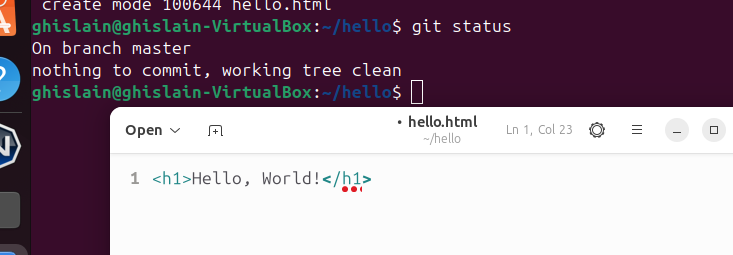 create mode 100644 hello.html
ghislain@ghislain-VirtualBox:~/hello$ git status
On branch master
nothing to commit, working tree clean
ghislain@ghislain-VirtualBox:~/hello$
Open
• hello.html
~/hello
Ln 1, Col 23
1 <h1>Hello, World!</h1>